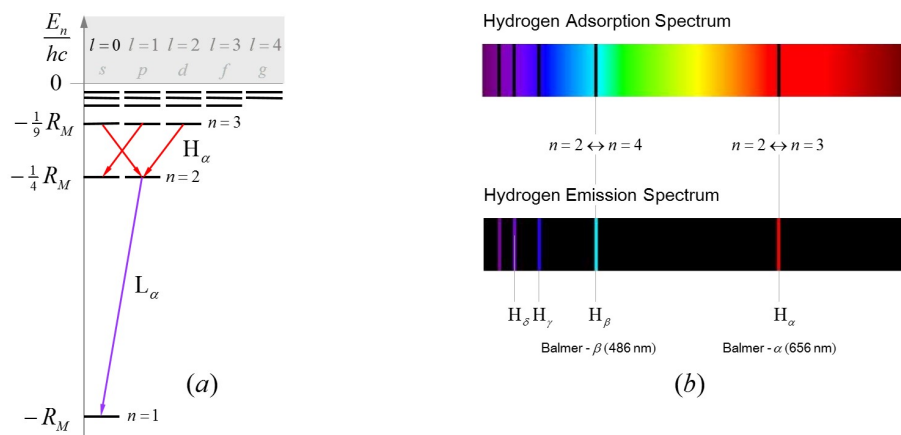 E_n
hc
l=0 l=1 l=2 l=3 l=4
s p d f g
0
−1/9 R_M
n=3
H_α
−1/4 R_M
n=2
L_α
−R_M
n=1
(a)
Hydrogen Adsorption Spectrum
n=2↔n=4
n=2↔n=3
Hydrogen Emission Spectrum
H_δ H_γ H_β H_α
Balmer - β (486 nm)
Balmer - α (656 nm)
(b)